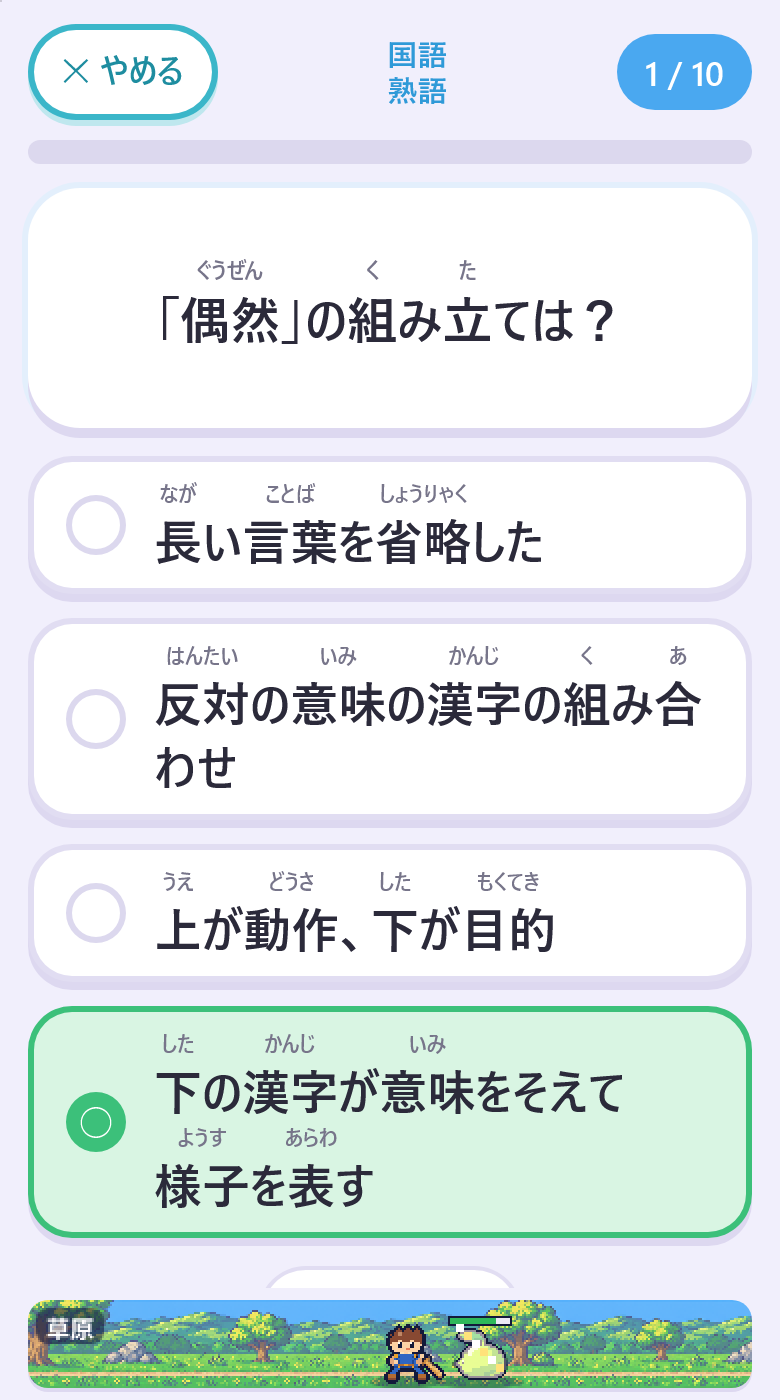 × やめる
国語
熟語
1 / 10
ぐうぜん く た
「偶然」の組み立ては？
なが ことば しょうりゃく
長い言葉を省略した
はんたい いみ かんじ く あ
反対の意味の漢字の組み合
わせ
うえ どうさ した もくてき
上が動作、下が目的
した かんじ いみ
下の漢字が意味をそえて
ようす あらわ
様子を表す
草原